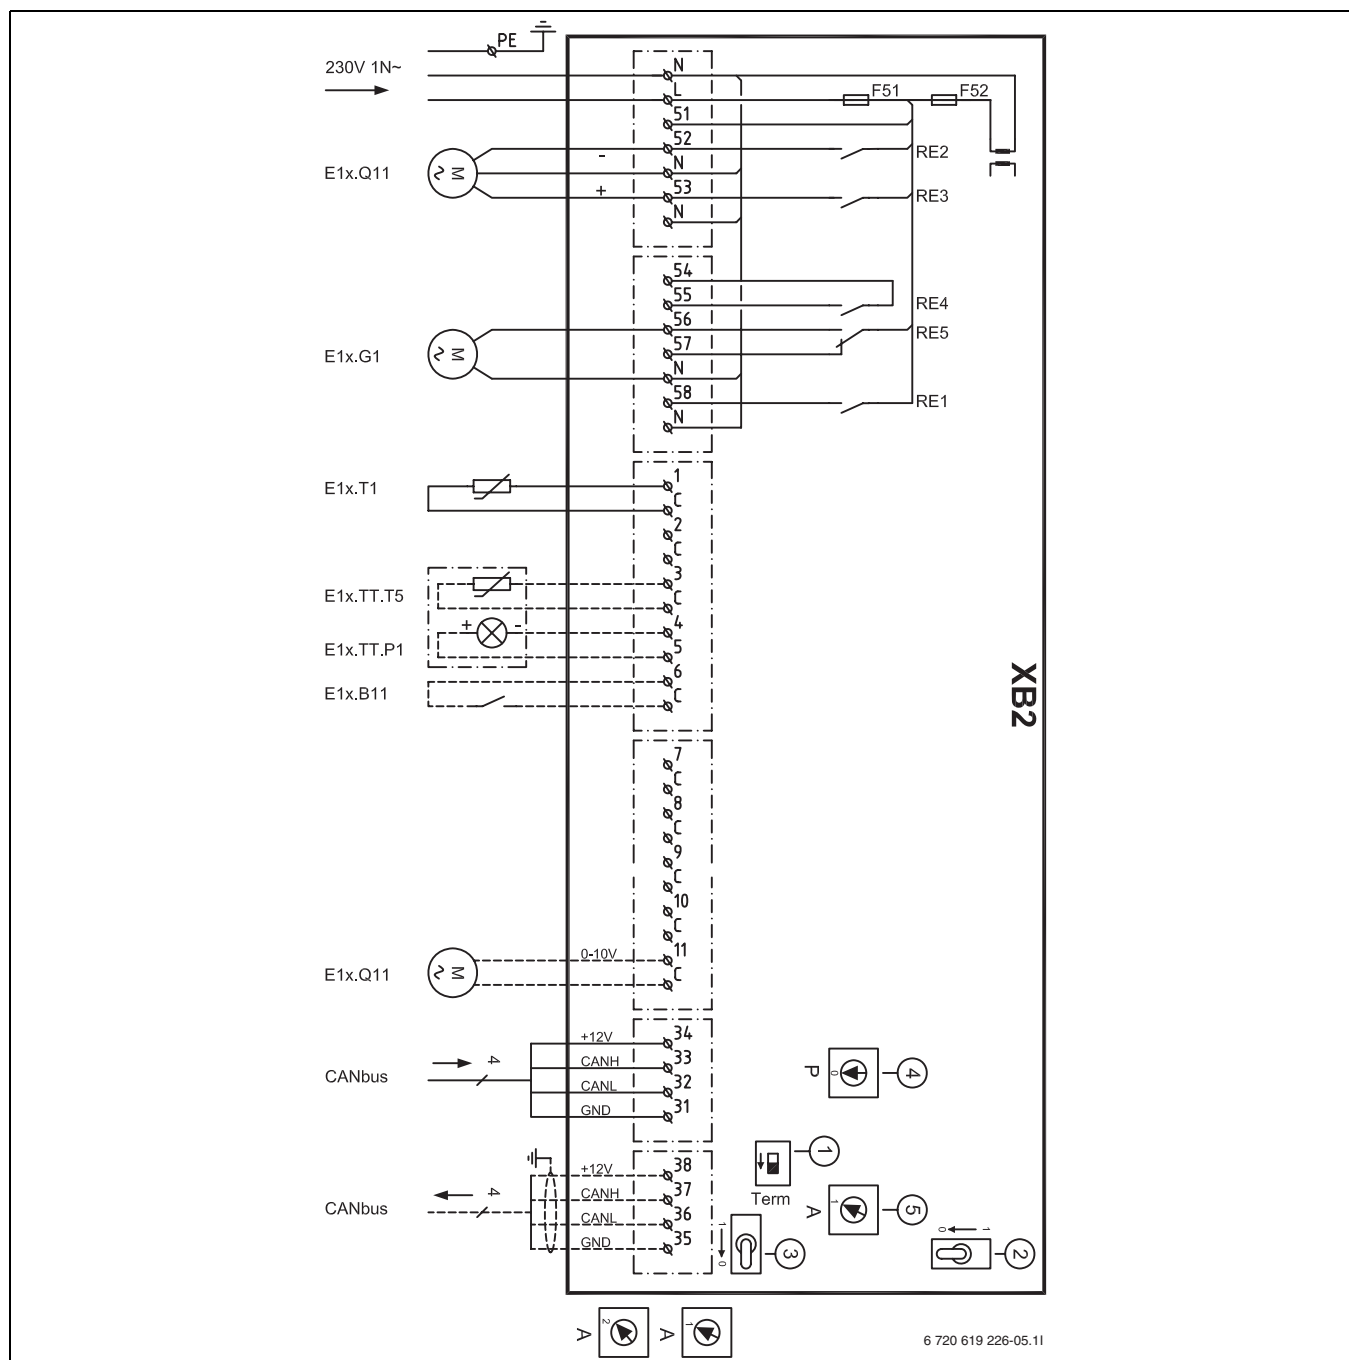 PE
230V 1N~
N
L
F51
F52
51
52
RE2
-
E1x.Q11
M
N
+
53
RE3
N
54
55
RE4
56
RE5
E1x.G1
M
57
N
58
RE1
N
1
E1x.T1
C
2
C
3
E1x.TT.T5
C
+
-
4
E1x.TT.P1
5
6
E1x.B11
C
XB2
7
C
8
C
9
C
10
C
0-10V
11
E1x.Q11
M
C
+12V
34
4
CANH
33
CANbus
CANL
32
GND
31
P
0
4
1
Term
+12V
38
4
CANH
37
CANbus
CANL
36
GND
35
A
1
5
1
0
3
1
0
2
A
2
A
1
6 720 619 226-05.1I